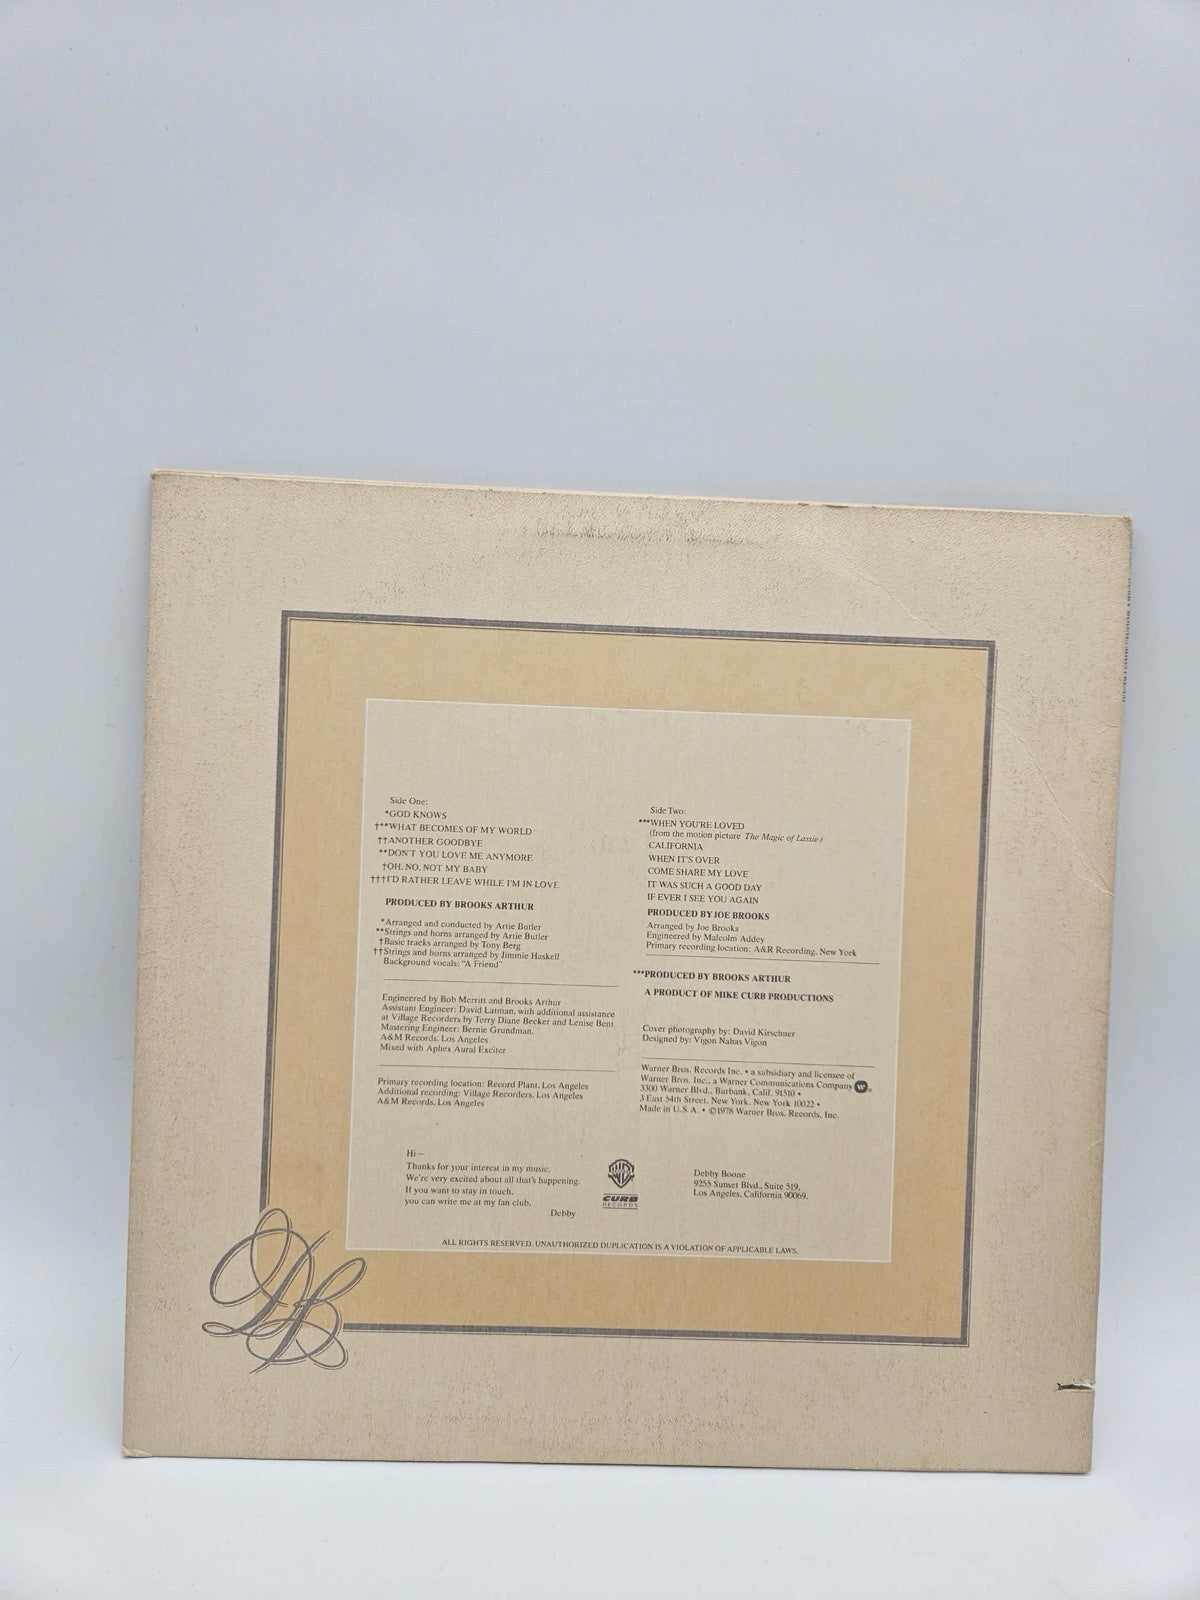 Side One:
*GOD KNOWS
†**WHAT BECOMES OF MY WORLD
††ANOTHER GOODBYE
**DON'T YOU LOVE ME ANYMORE
†OH, NO, NOT MY BABY
†††I'D RATHER LEAVE WHILE I'M IN LOVE
PRODUCED BY BROOKS ARTHUR
*Arranged and conducted by Artie Butler
**Strings and horns arranged by Artie Butler
†Basic tracks arranged by Tony Berg
††Strings and horns arranged by Jimmie Haskell
Background vocals: "A Friend"
Engineered by Bob Merritt and Brooks Arthur
Assistant Engineer: David Latman, with additional assistance
at Village Recorders by Terry Diane Becker and Lenise Bent
Mastering Engineer: Bernie Grundman,
A&M Records, Los Angeles
Mixed with Aphex Aural Exciter
Primary recording location: Record Plant, Los Angeles
Additional recording: Village Recorders, Los Angeles
A&M Records, Los Angeles
Side Two:
***WHEN YOU'RE LOVED
(from the motion picture The Magic of Lassie)
CALIFORNIA
WHEN IT'S OVER
COME SHARE MY LOVE
IT WAS SUCH A GOOD DAY
IF EVER I SEE YOU AGAIN
PRODUCED BY JOE BROOKS
Arranged by Joe Brooks
Engineered by Malcolm Addey
Primary recording location: A&R Recording, New York
***PRODUCED BY BROOKS ARTHUR
A PRODUCT OF MIKE CURB PRODUCTIONS
Cover photography by: David Kirschner
Designed by: Vigon Nahas Vigon
Warner Bros. Records Inc. • a subsidiary and licensee of
Warner Bros. Inc., a Warner Communications Company
3300 Warner Blvd., Burbank, Calif. 91510 •
3 East 54th Street, New York, New York 10022 •
Made in U.S.A. • ©1978 Warner Bros. Records, Inc.
Hi—
Thanks for your interest in my music.
We're very excited about all that's happening.
If you want to stay in touch,
you can write me at my fan club.
Debby
WB
CURB
RECORDS
Debby Boone
9255 Sunset Blvd., Suite 519,
Los Angeles, California 90069.
ALL RIGHTS RESERVED. UNAUTHORIZED DUPLICATION IS A VIOLATION OF APPLICABLE LAWS.
DB